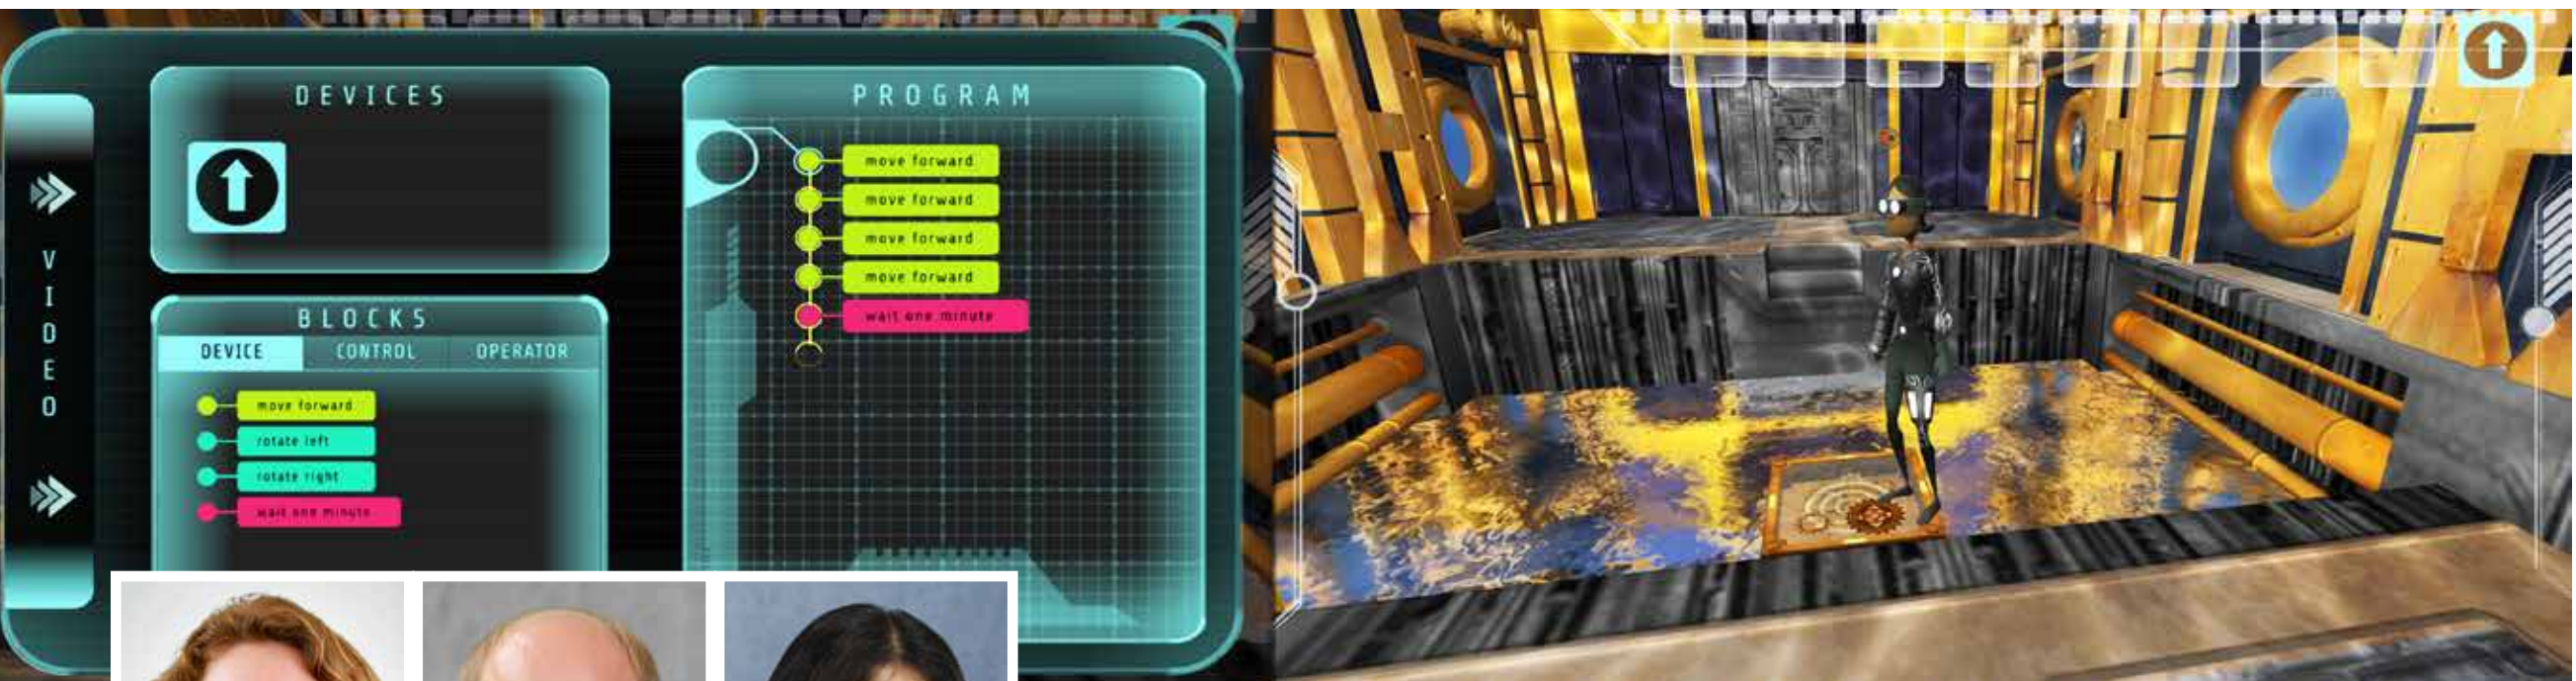 VIDEO
DEVICES
BLOCKS
DEVICE CONTROL OPERATOR
move forward
rotate left
rotate right
wait one minute
PROGRAM
move forward
move forward
move forward
move forward
wait one minute